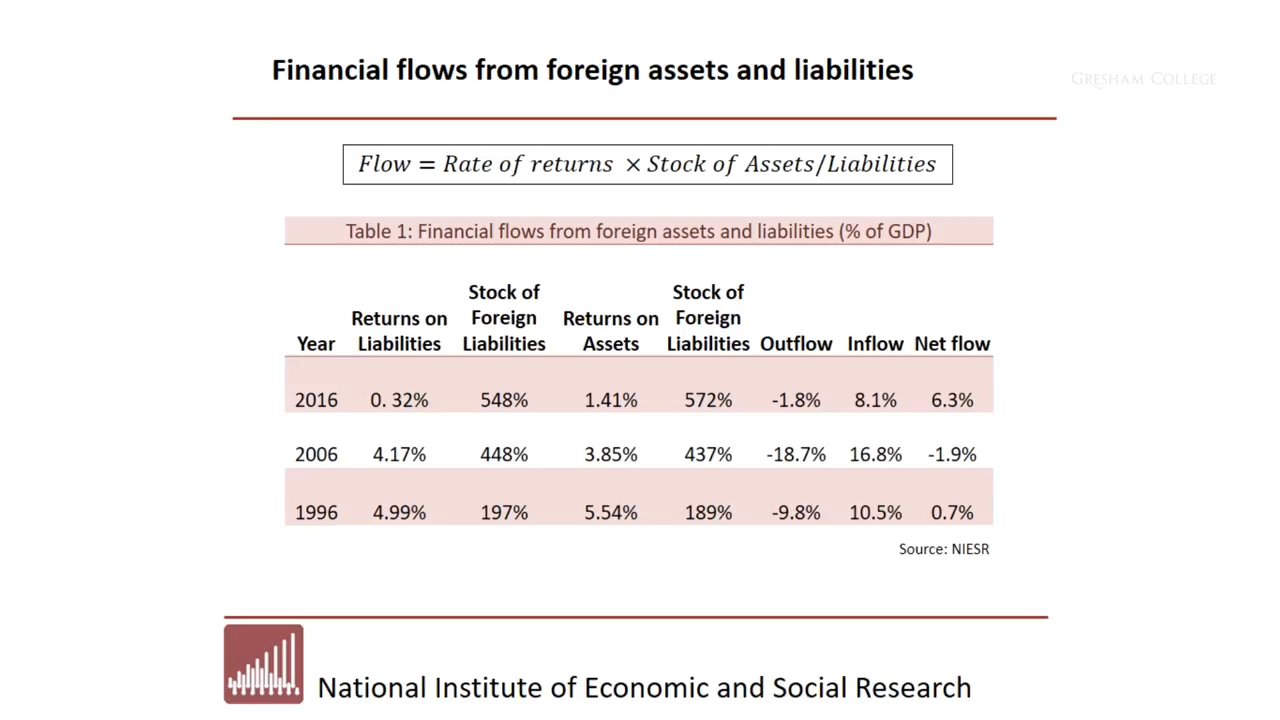 Financial flows from foreign assets and liabilities
GRESHAM COLLEGE
Flow = Rate of returns × Stock of Assets/Liabilities
Table 1: Financial flows from foreign assets and liabilities (% of GDP)
Year Returns on Liabilities Stock of Foreign Liabilities Returns on Assets Stock of Foreign Liabilities Outflow Inflow Net flow
2016 0. 32% 548% 1.41% 572% -1.8% 8.1% 6.3%
2006 4.17% 448% 3.85% 437% -18.7% 16.8% -1.9%
1996 4.99% 197% 5.54% 189% -9.8% 10.5% 0.7%
Source: NIESR
National Institute of Economic and Social Research